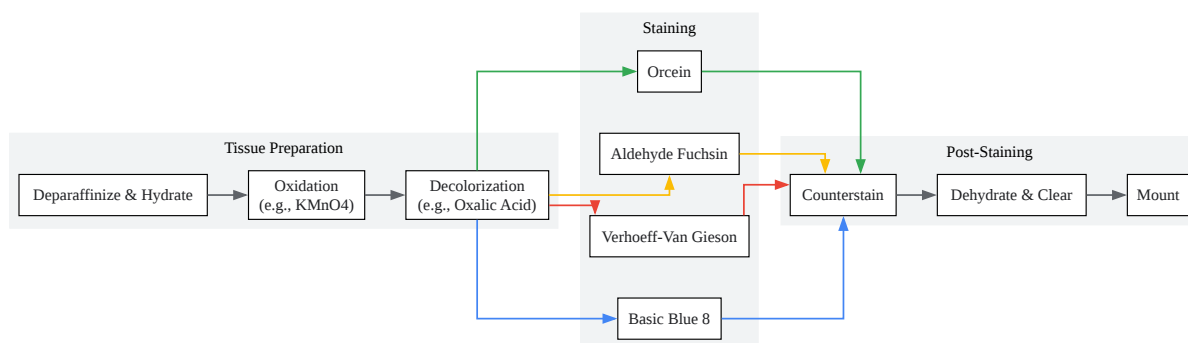 Staining
Orcein
Tissue Preparation
Aldehyde Fuchsin
Post-Staining
Deparaffinize & Hydrate
Oxidation
(e.g., KMnO4)
Decolorization
(e.g., Oxalic Acid)
Counterstain
Dehydrate & Clear
Mount
Verhoeff-Van Gieson
Basic Blue 8